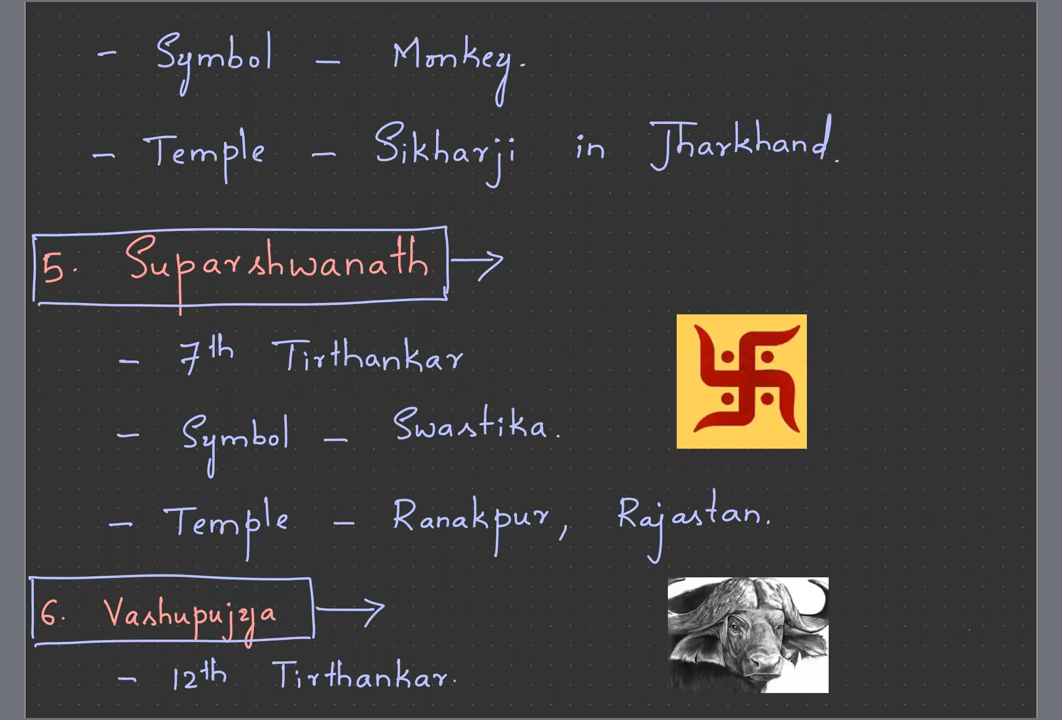 - Symbol - Monkey.
- Temple - Sikharji in Jharkhand.
5. Suparshwanath →
- 7th Tirthankar
- Symbol - Swastika.
- Temple - Ranakpur, Rajastan.
6. Vashupujya →
- 12th Tirthankar.